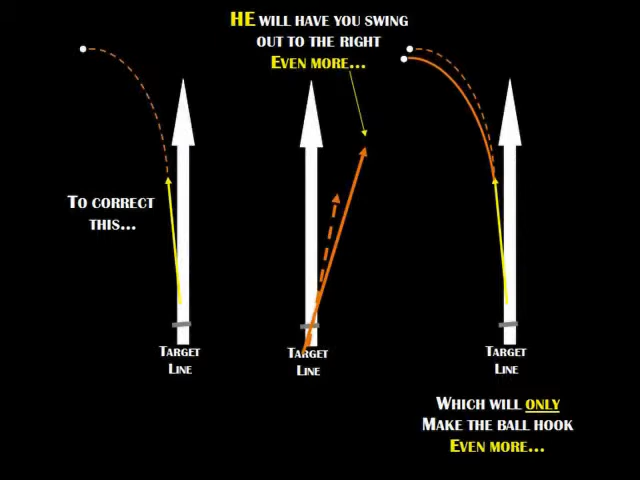 HE WILL HAVE YOU SWING
OUT TO THE RIGHT
EVEN MORE...
TO CORRECT
THIS...
TARGET
LINE
TARGET
LINE
TARGET
LINE
WHICH WILL ONLY
MAKE THE BALL HOOK
EVEN MORE...